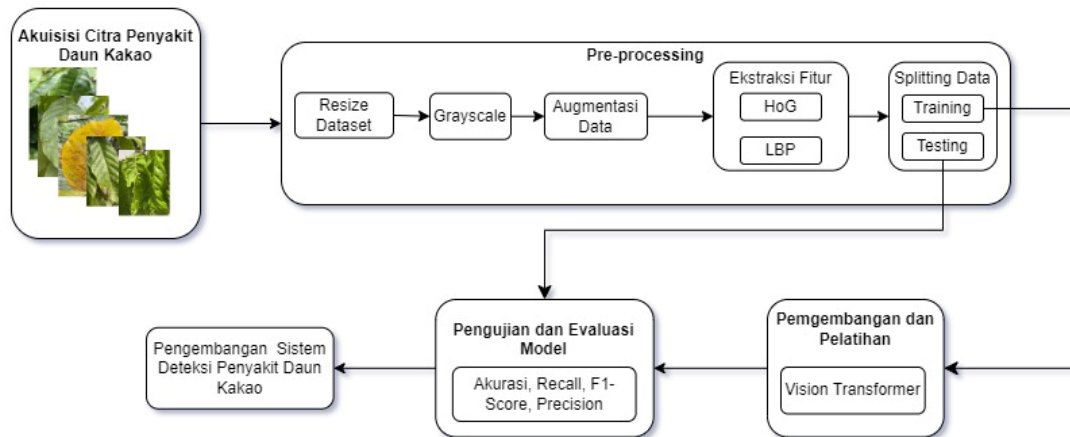 Akuisisi Citra Penyakit
Daun Kakao
Pre-processing
Resize
Dataset
Grayscale
Augmentasi
Data
Ekstraksi Fitur
HoG
LBP
Splitting Data
Training
Testing
Pengembangan Sistem
Deteksi Penyakit Daun
Kakao
Pengujian dan Evaluasi
Model
Akurasi, Recall, F1-
Score, Precision
Pemgembangan dan
Pelatihan
Vision Transformer